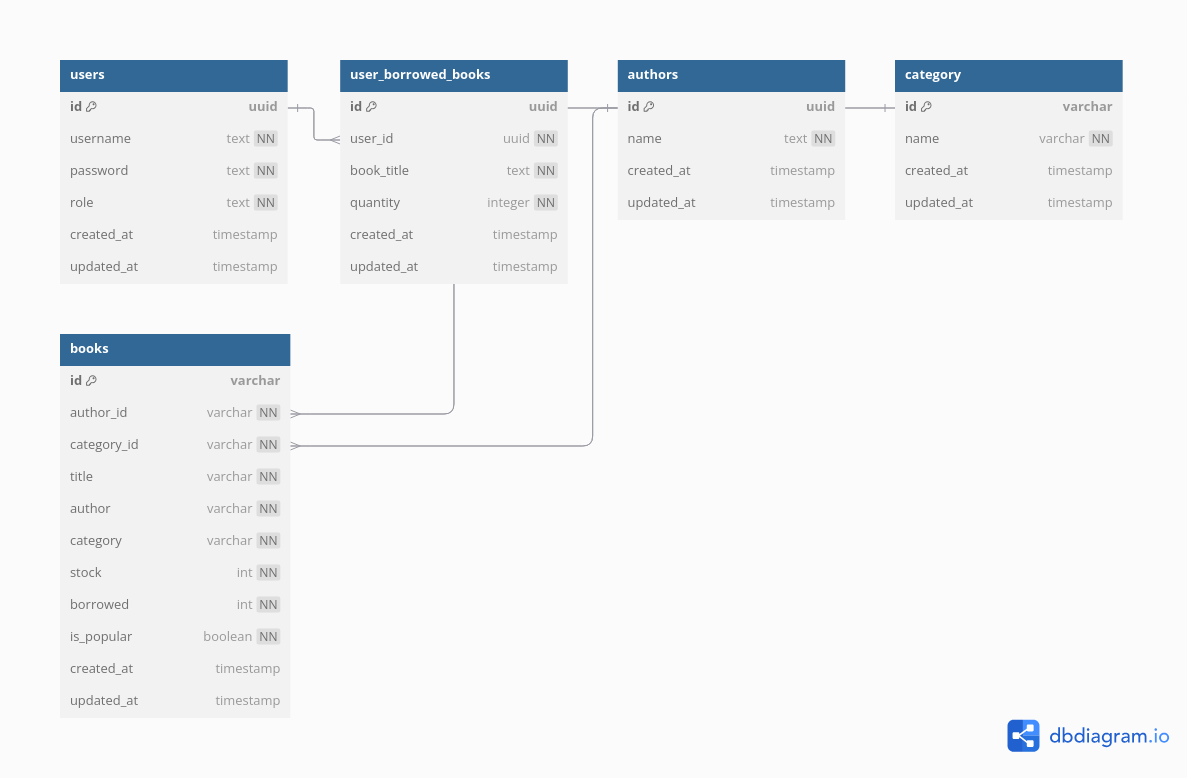 users
id uuid
username text NN
password text NN
role text NN
created_at timestamp
updated_at timestamp
user_borrowed_books
id uuid
user_id uuid NN
book_title text NN
quantity integer NN
created_at timestamp
updated_at timestamp
authors
id uuid
name text NN
created_at timestamp
updated_at timestamp
category
id varchar
name varchar NN
created_at timestamp
updated_at timestamp
books
id varchar
author_id varchar NN
category_id varchar NN
title varchar NN
author varchar NN
category varchar NN
stock int NN
borrowed int NN
is_popular boolean NN
created_at timestamp
updated_at timestamp
dbdiagram.io